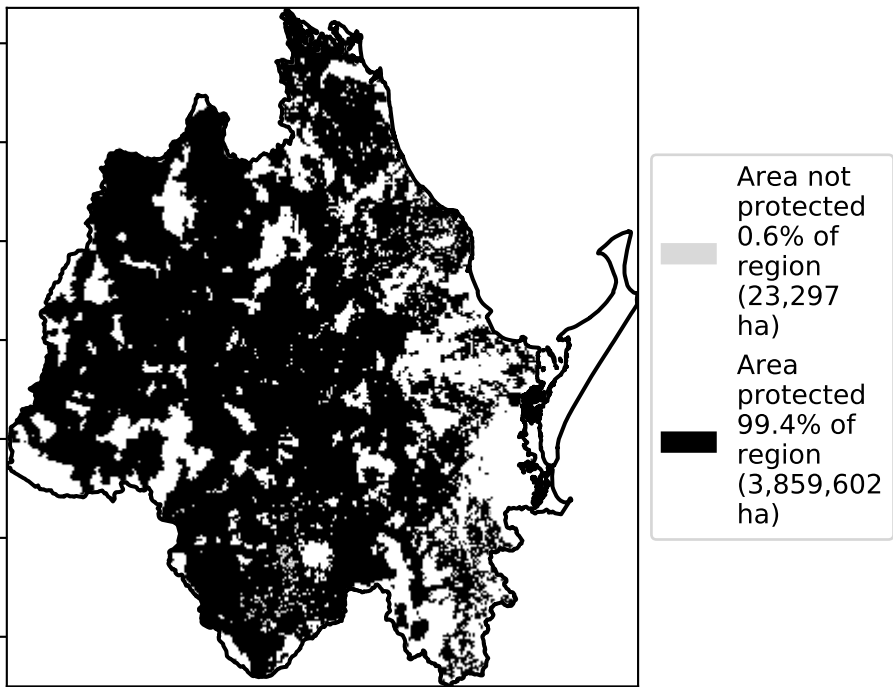 Area not
protected
0.6% of
region
(23,297
ha)
Area
protected
99.4% of
region
(3,859,602
ha)